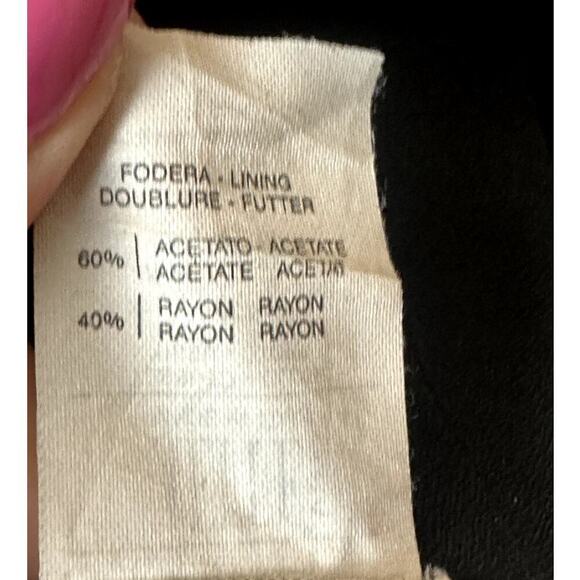 FODERA - LINING
DOUBLURE - FUTTER
60% ACETATO - ACETATE
ACÉTATE ACETAT
40% RAYON RAYON
RAYON RAYON